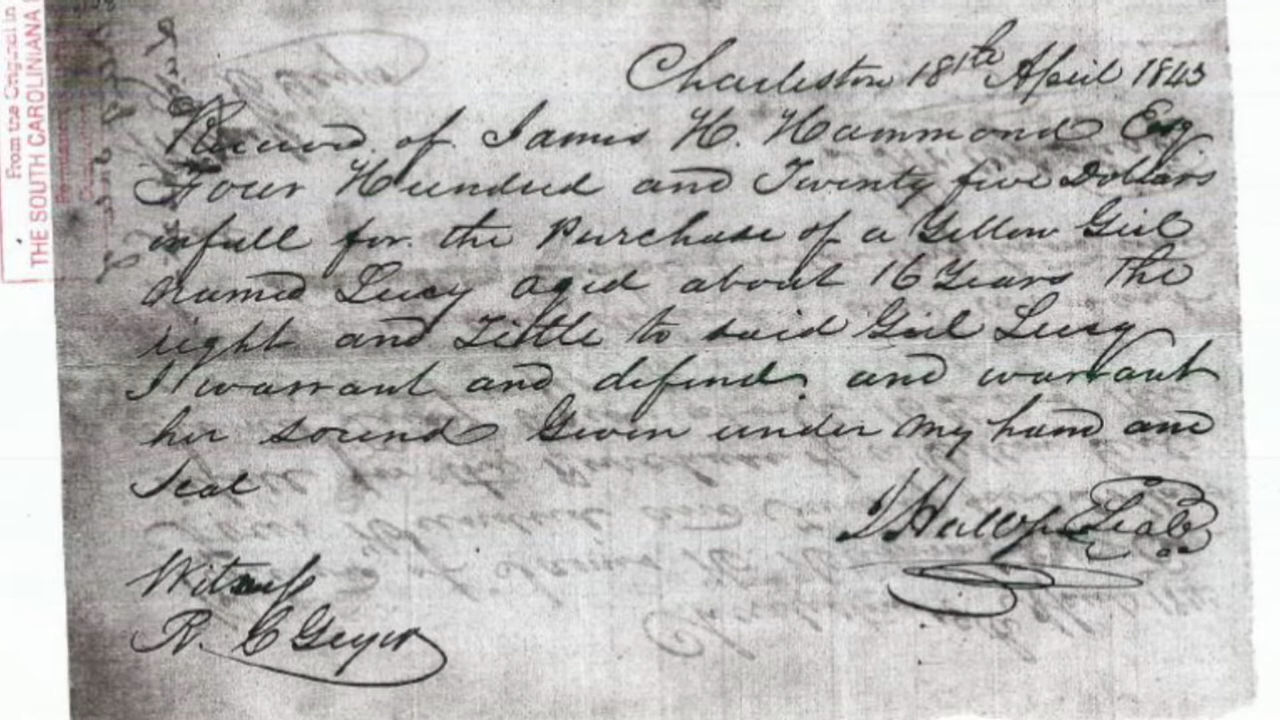 From the Original in
THE SOUTH CAROLINIANA
Charleston 18th April 1843
Received of James H. Hammond Esq
Four Hundred and Twenty five Dollars
infull for the Purchase of a Yellow Girl
named Lucy aged about 16 Years The
right and Tittle to said Girl Lucy
I warrant and defend and warrant
her sound Given under my hand and
Seal
Seal
Witness
R. C Geyer